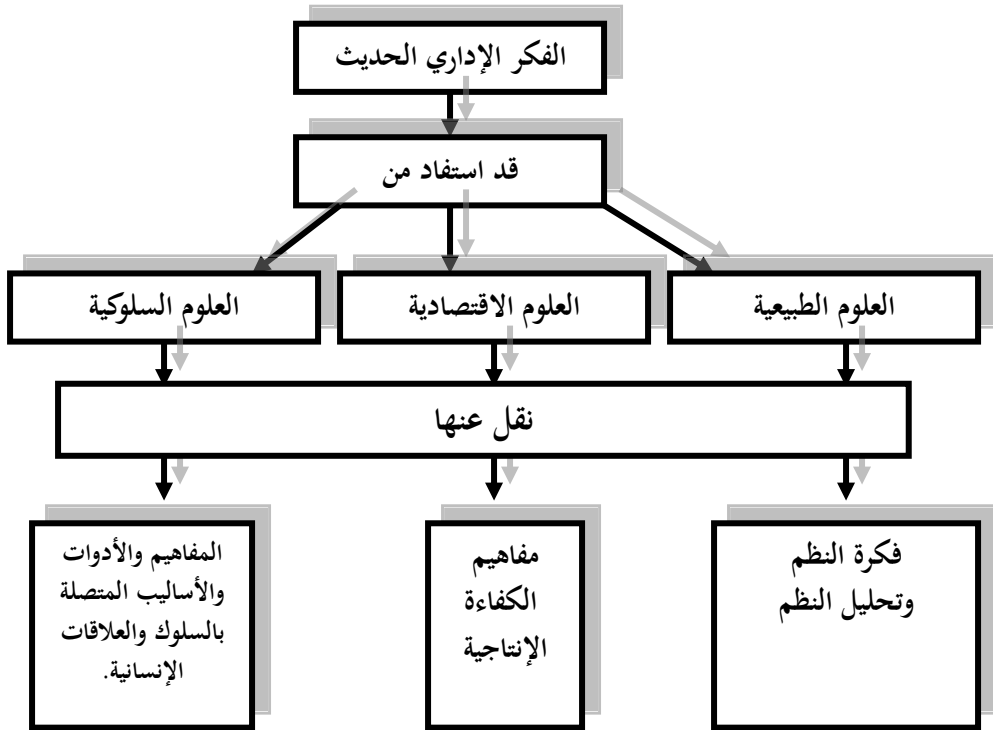 الفكر الإداري الحديث
قد استفاد من
العلوم الطبيعية
العلوم الاقتصادية
العلوم السلوكية
نقل عنها
فكرة النظم
وتحليل النظم
مفاهيم
الكفاءة
الإنتاجية
المفاهيم والأدوات
والأساليب المتصلة
بالسلوك والعلاقات
الإنسانية.